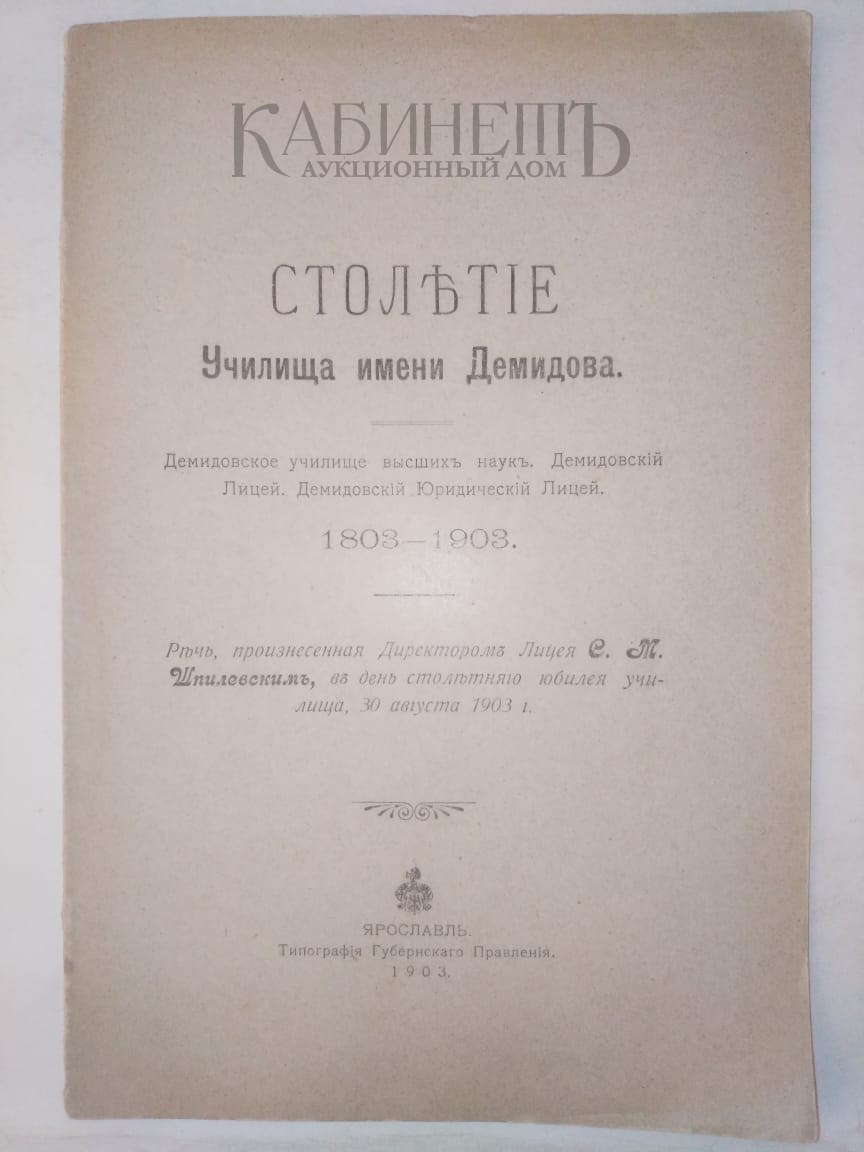 КАБИНЕТЪ
АУКЦИОННЫЙ ДОМ
СТОЛѢТІЕ
Училища имени Демидова.
Демидовское училище высшихъ наукъ. Демидовскій
Лицей. Демидовскій Юридическій Лицей.
1803—1903.
Рѣчь, произнесенная Директоромъ Лицея С. М.
Шпилевскимъ, въ день столѣтняго юбилея учи-
лища, 30 августа 1903 г.
ЯРОСЛАВЛЬ.
Типографія Губернскаго Правленія.
1903.